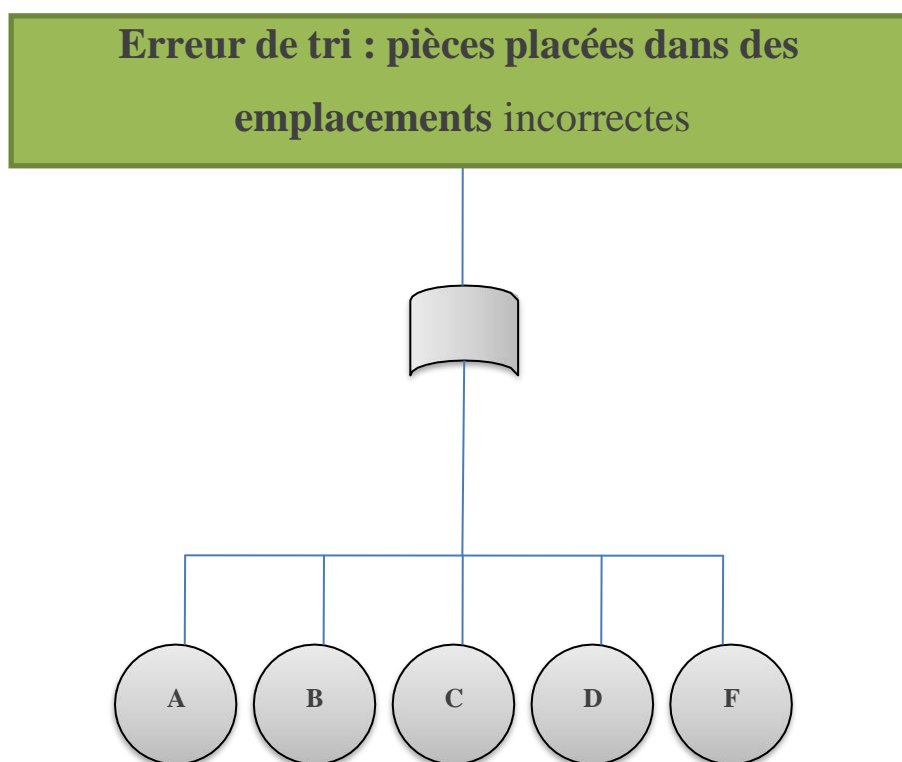 Erreur de tri : pièces placées dans des
emplacements incorrectes
A B C D F